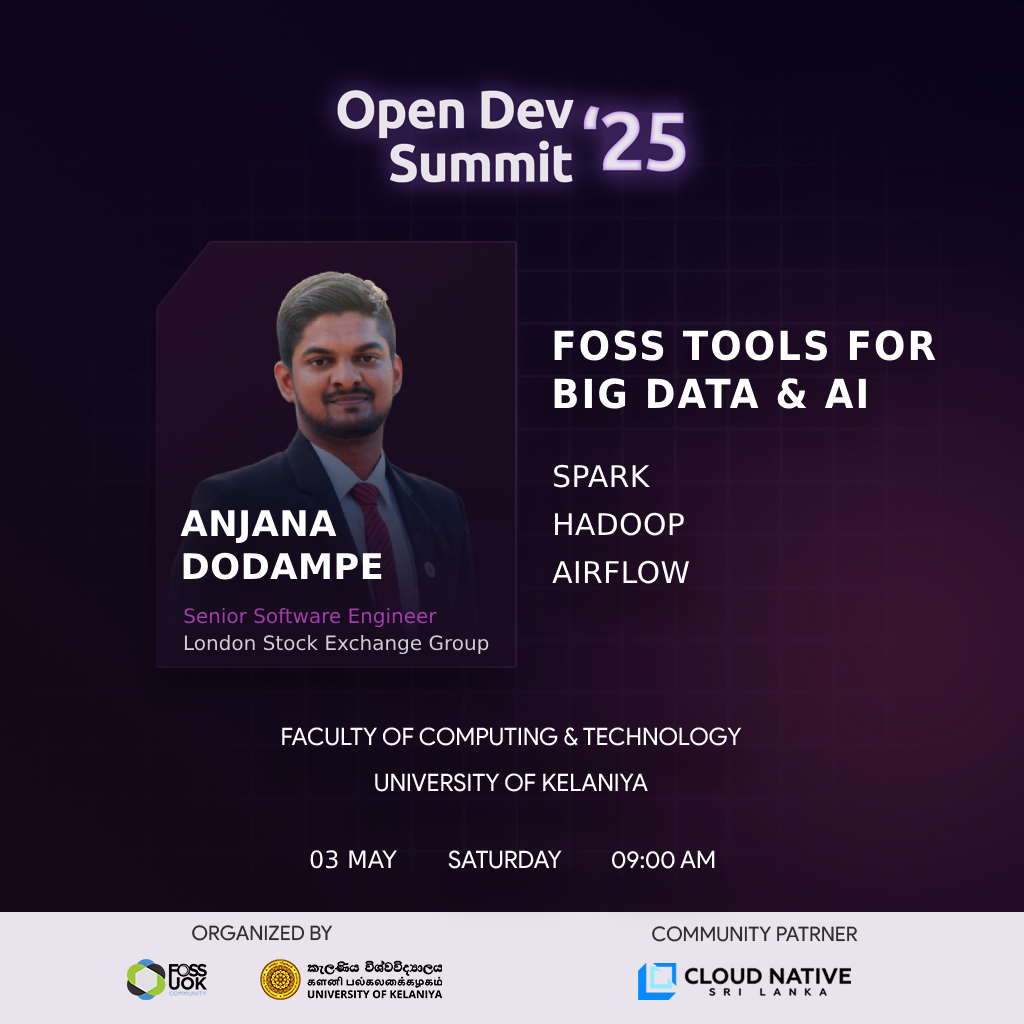 Open Dev
Summit
‘25
FOSS TOOLS FOR
BIG DATA & AI
SPARK
HADOOP
AIRFLOW
ANJANA
DODAMPE
Senior Software Engineer
London Stock Exchange Group
FACULTY OF COMPUTING & TECHNOLOGY
UNIVERSITY OF KELANIYA
03 MAY SATURDAY 09:00 AM
ORGANIZED BY
FOSS
UOK
COMMUNITY
කැලණිය විශ්වවිද්‍යාලය
களனி பல்கலைக்கழகம்
UNIVERSITY OF KELANIYA
COMMUNITY PATRNER
CLOUD NATIVE
SRI LANKA